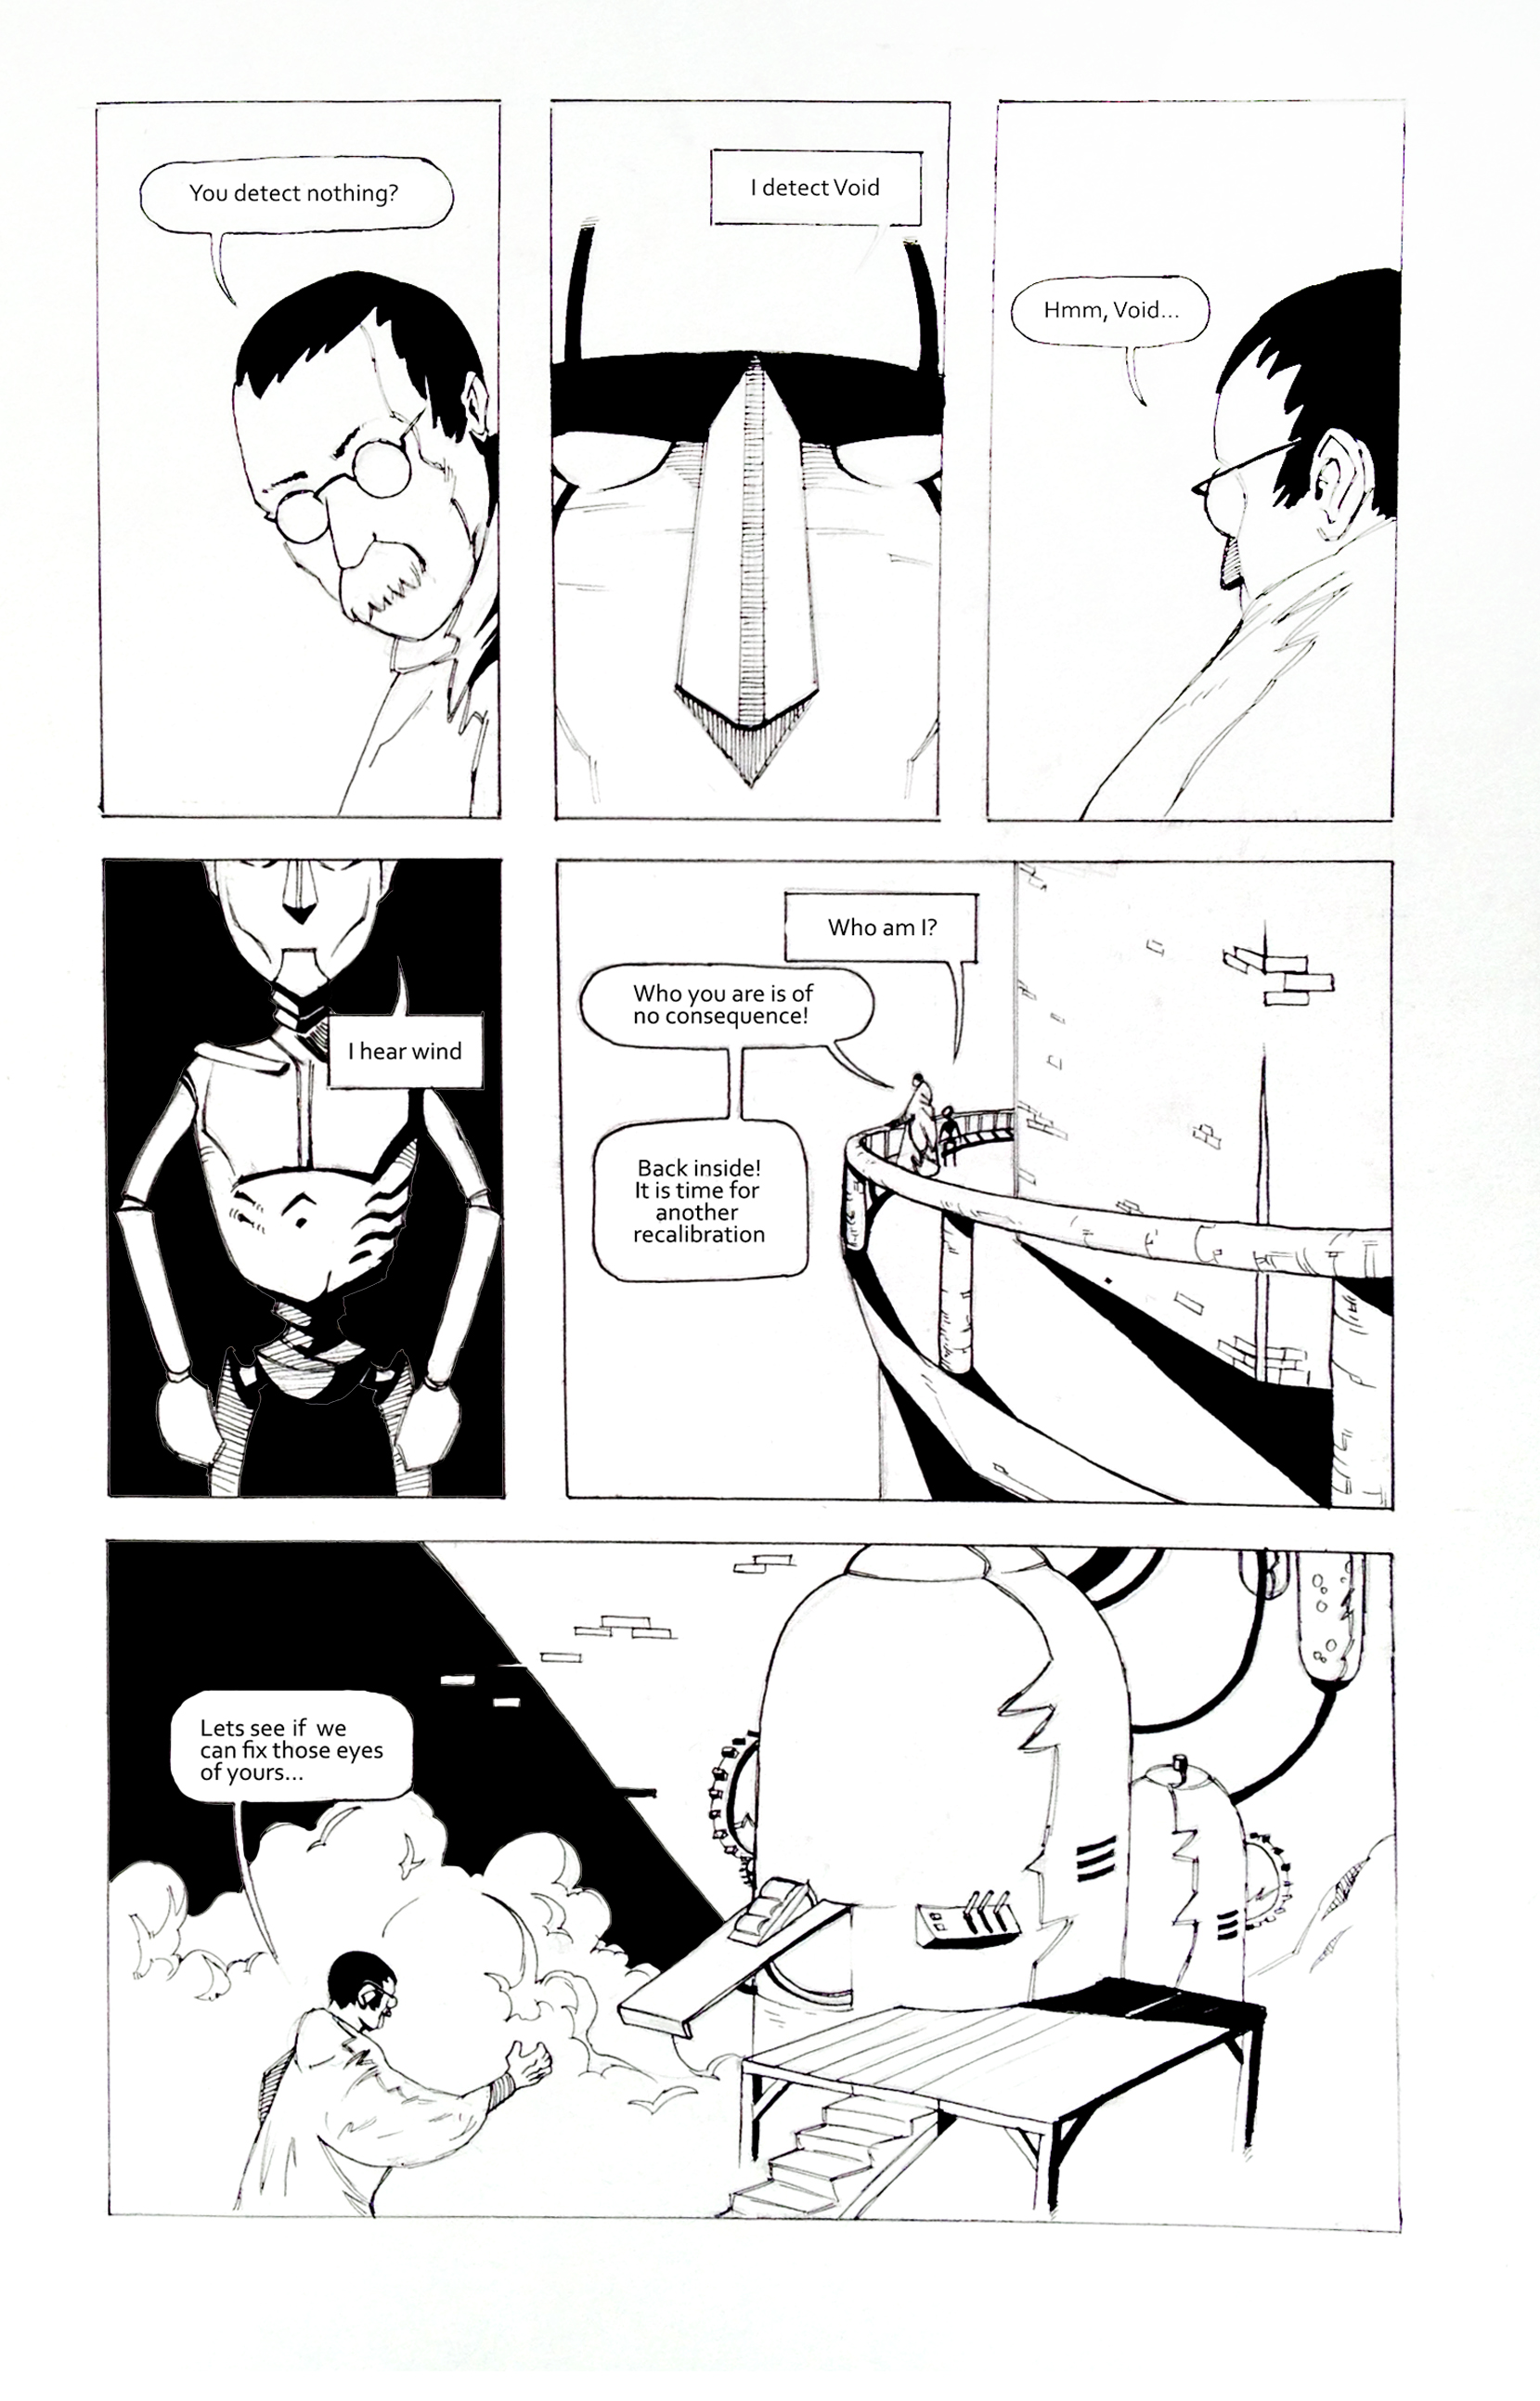 You detect nothing?
I detect Void
Hmm, Void...
I hear wind
Who am I?
Who you are is of
no consequence!
Back inside!
It is time for
another
recalibration
Lets see if we
can fix those eyes
of yours...